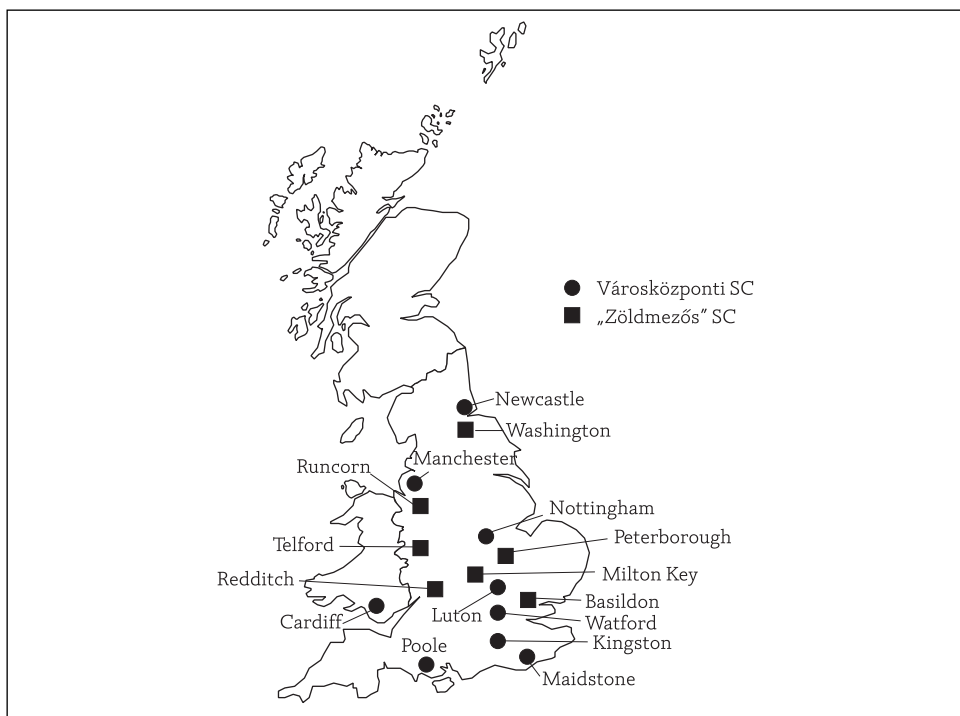 Városközponti SC
„Zöldmezős” SC
Newcastle
Washington
Manchester
Runcorn
Nottingham
Peterborough
Telford
Milton Key
Redditch
Basildon
Luton
Watford
Cardiff
Kingston
Poole
Maidstone